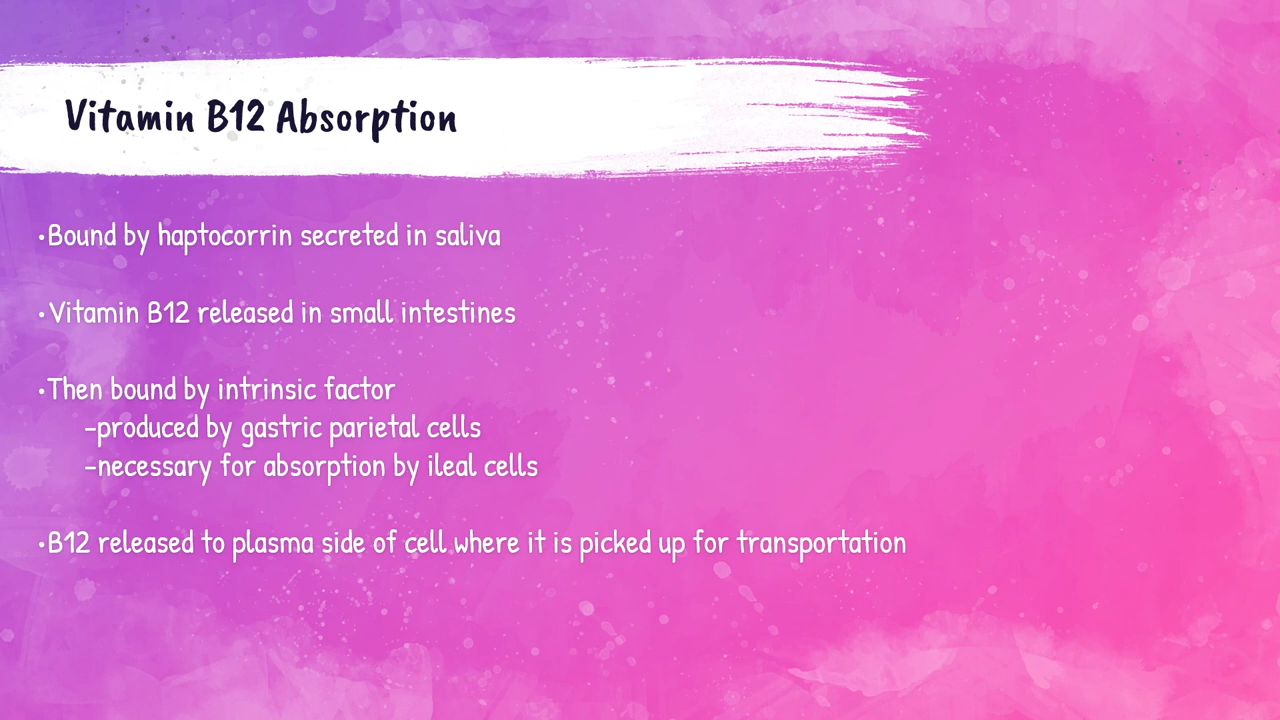 Vitamin B12 Absorption
•Bound by haptocorrin secreted in saliva
•Vitamin B12 released in small intestines
•Then bound by intrinsic factor
-produced by gastric parietal cells
-necessary for absorption by ileal cells
•B12 released to plasma side of cell where it is picked up for transportation